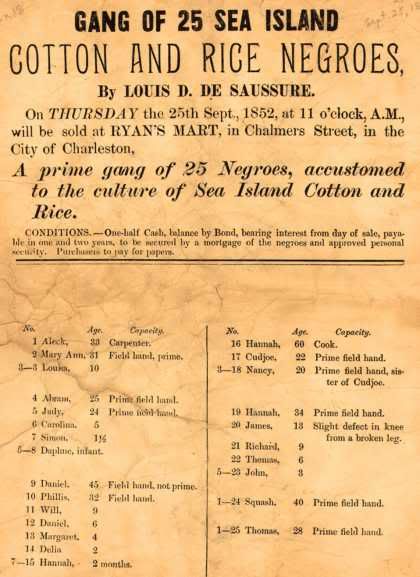 GANG OF 25 SEA ISLAND
COTTON AND RICE NEGROES,
By LOUIS D. DE SAUSSURE.
On THURSDAY the 25th Sept., 1852, at 11 o'clock, A.M.,
will be sold at RYAN'S MART, in Chalmers Street, in the
City of Charleston,
A prime gang of 25 Negroes, accustomed
to the culture of Sea Island Cotton and
Rice.
CONDITIONS.—One-half Cash, balance by Bond, bearing interest from day of sale, paya-
ble in one and two years, to be secured by a mortgage of the negroes and approved personal
security. Purchasers to pay for papers.
No. Age. Capacity.
1 Aleck, 33 Carpenter.
2 Mary Ann, 31 Field hand, prime.
3—3 Louisa, 10
4 Abram, 25 Prime field hand.
5 Judy, 24 Prime field hand.
6 Carolina, 5
7 Simon, 1½
5—8 Daphne, infant.
9 Daniel, 45 Field hand, not prime.
10 Phillis, 32 Field hand.
11 Will, 9
12 Daniel, 6
13 Margaret, 4
14 Delia 2
7—15 Hannah, 2 months.
No. Age. Capacity.
16 Hannah, 60 Cook.
17 Cudjoe, 22 Prime field hand.
3—18 Nancy, 20 Prime field hand, sis-
ter of Cudjoe.
19 Hannah, 34 Prime field hand.
20 James, 13 Slight defect in knee
from a broken leg.
21 Richard, 9
22 Thomas, 6
5—23 John, 3
1—24 Squash, 40 Prime field hand.
1—25 Thomas, 28 Prime field hand.